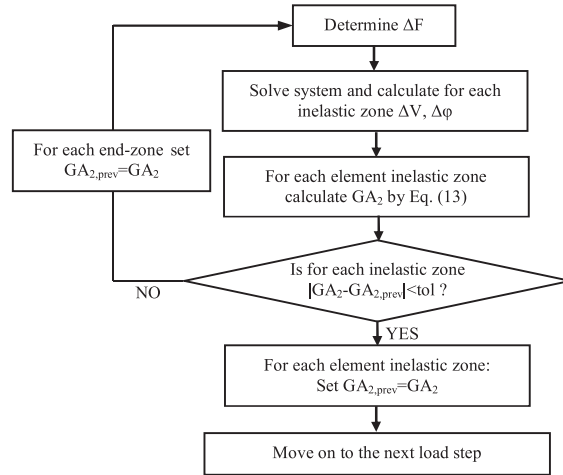 Determine ΔF
Solve system and calculate for each
inelastic zone ΔV, Δφ
For each end-zone set
GA₂,prev=GA₂
For each element inelastic zone
calculate GA₂ by Eq. (13)
Is for each inelastic zone
|GA₂-GA₂,prev|<tol ?
NO
YES
For each element inelastic zone:
Set GA₂,prev=GA₂
Move on to the next load step